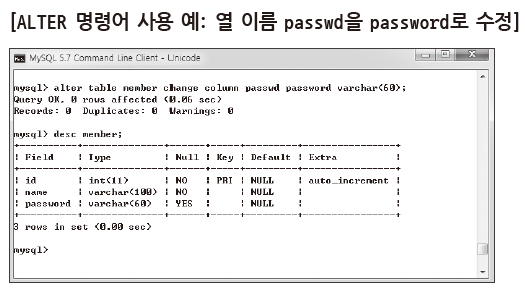 [ALTER 명령어 사용 예: 열 이름 passwd을 password로 수정]
MySQL 5.7 Command Line Client - Unicode
mysql> alter table member change column passwd password varchar(60);
Query OK, 0 rows affected (0.06 sec)
Records: 0  Duplicates: 0  Warnings: 0
mysql> desc member;
+----------+--------------+------+-----+---------+----------------+
| Field    | Type         | Null | Key | Default | Extra          |
+----------+--------------+------+-----+---------+----------------+
| id       | int(11)      | NO   | PRI | NULL    | auto_increment |
| name     | varchar(100) | NO   |     | NULL    |                |
| password | varchar(60)  | YES  |     | NULL    |                |
+----------+--------------+------+-----+---------+----------------+
3 rows in set (0.00 sec)
mysql>